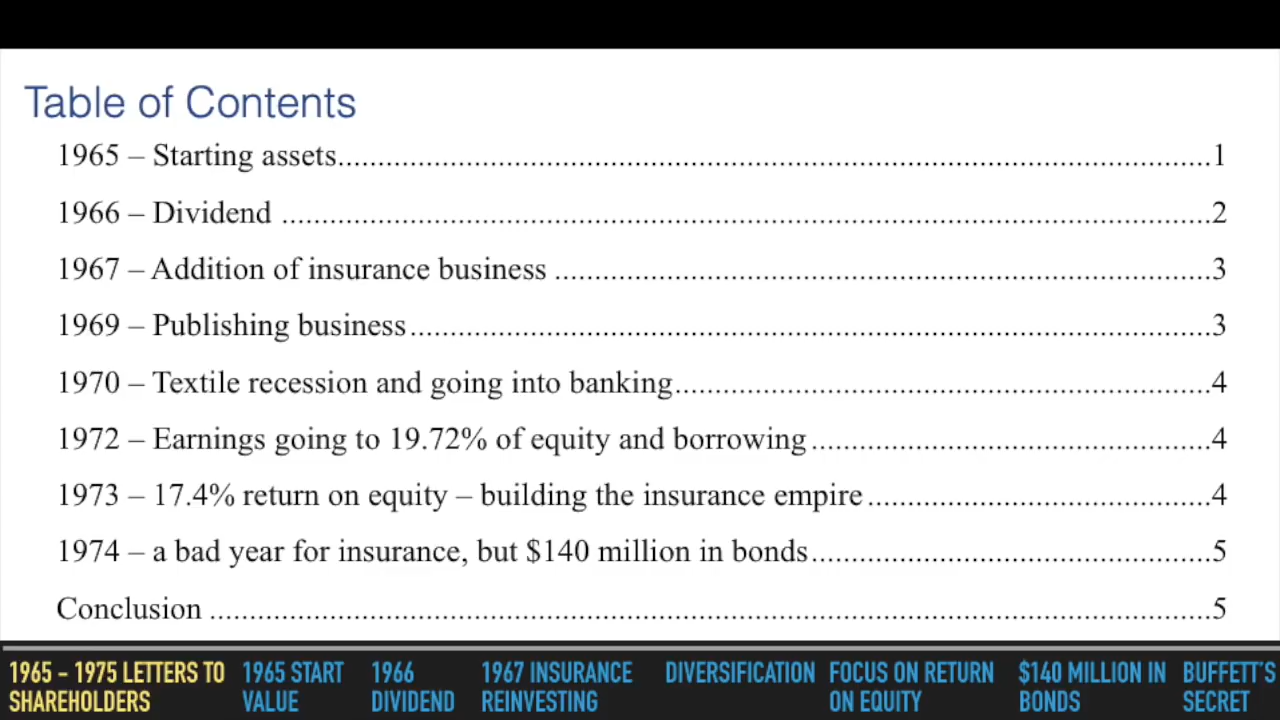 Table of Contents
1965 – Starting assets..........................................................................................................1
1966 – Dividend ..................................................................................................................2
1967 – Addition of insurance business ................................................................................3
1969 – Publishing business..................................................................................................3
1970 – Textile recession and going into banking..................................................................4
1972 – Earnings going to 19.72% of equity and borrowing..................................................4
1973 – 17.4% return on equity – building the insurance empire............................................4
1974 – a bad year for insurance, but $140 million in bonds..................................................5
Conclusion ...........................................................................................................................5
1965 – 1975 LETTERS TO SHAREHOLDERS
1965 START VALUE
1966 DIVIDEND
1967 INSURANCE REINVESTING
DIVERSIFICATION
FOCUS ON RETURN ON EQUITY
$140 MILLION IN BONDS
BUFFETT'S SECRET